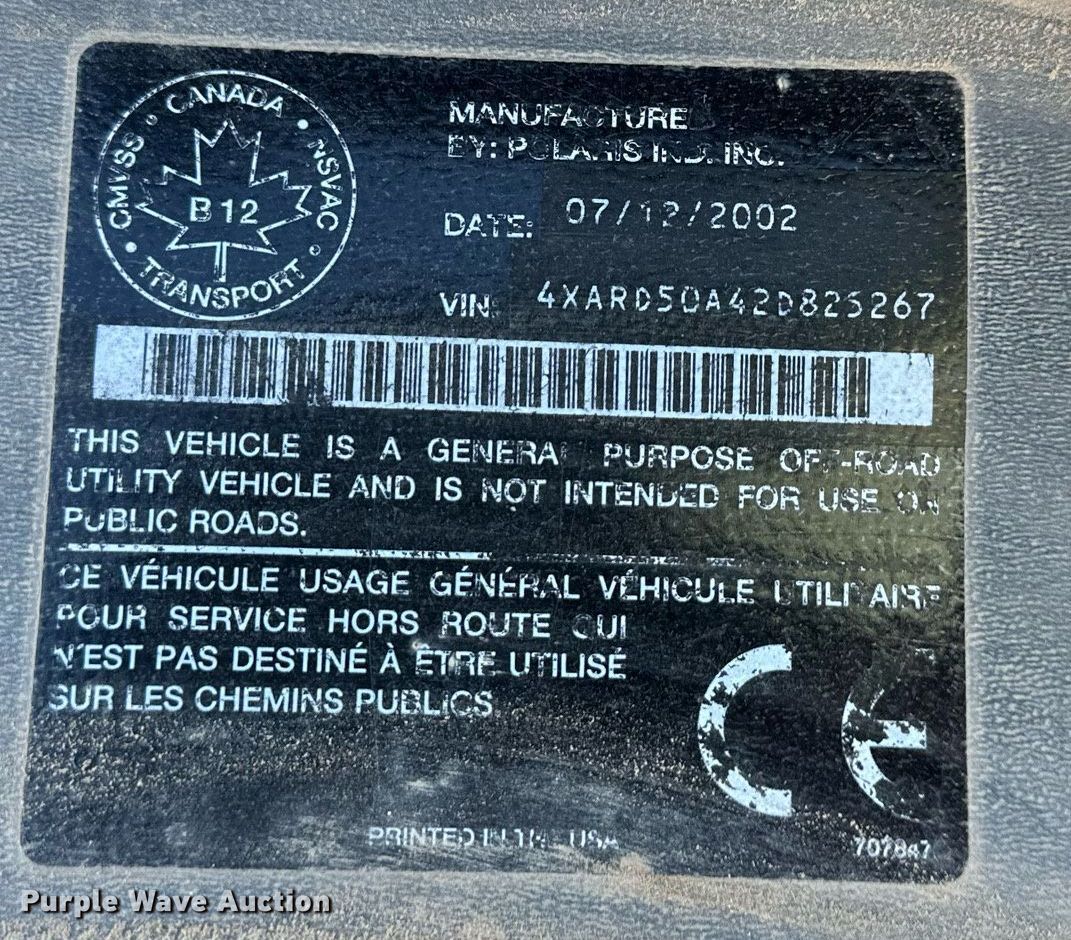 CANADA
CMVSS • • NSVAC
B 12
TRANSPORT
MANUFACTURED
BY: POLARIS IND. INC.
DATE: 07/12/2002
VIN: 4XARD50A42D825267
THIS VEHICLE IS A GENERAL PURPOSE OFF-ROAD
UTILITY VEHICLE AND IS NOT INTENDED FOR USE ON
PUBLIC ROADS.
CE VÉHICULE USAGE GÉNÉRAL VÉHICULE UTILITAIRE
POUR SERVICE HORS ROUTE QUI
N'EST PAS DESTINÉ À ÊTRE UTILISÉ
SUR LES CHEMINS PUBLICS
CE
PRINTED IN THE USA
Purple Wave Auction